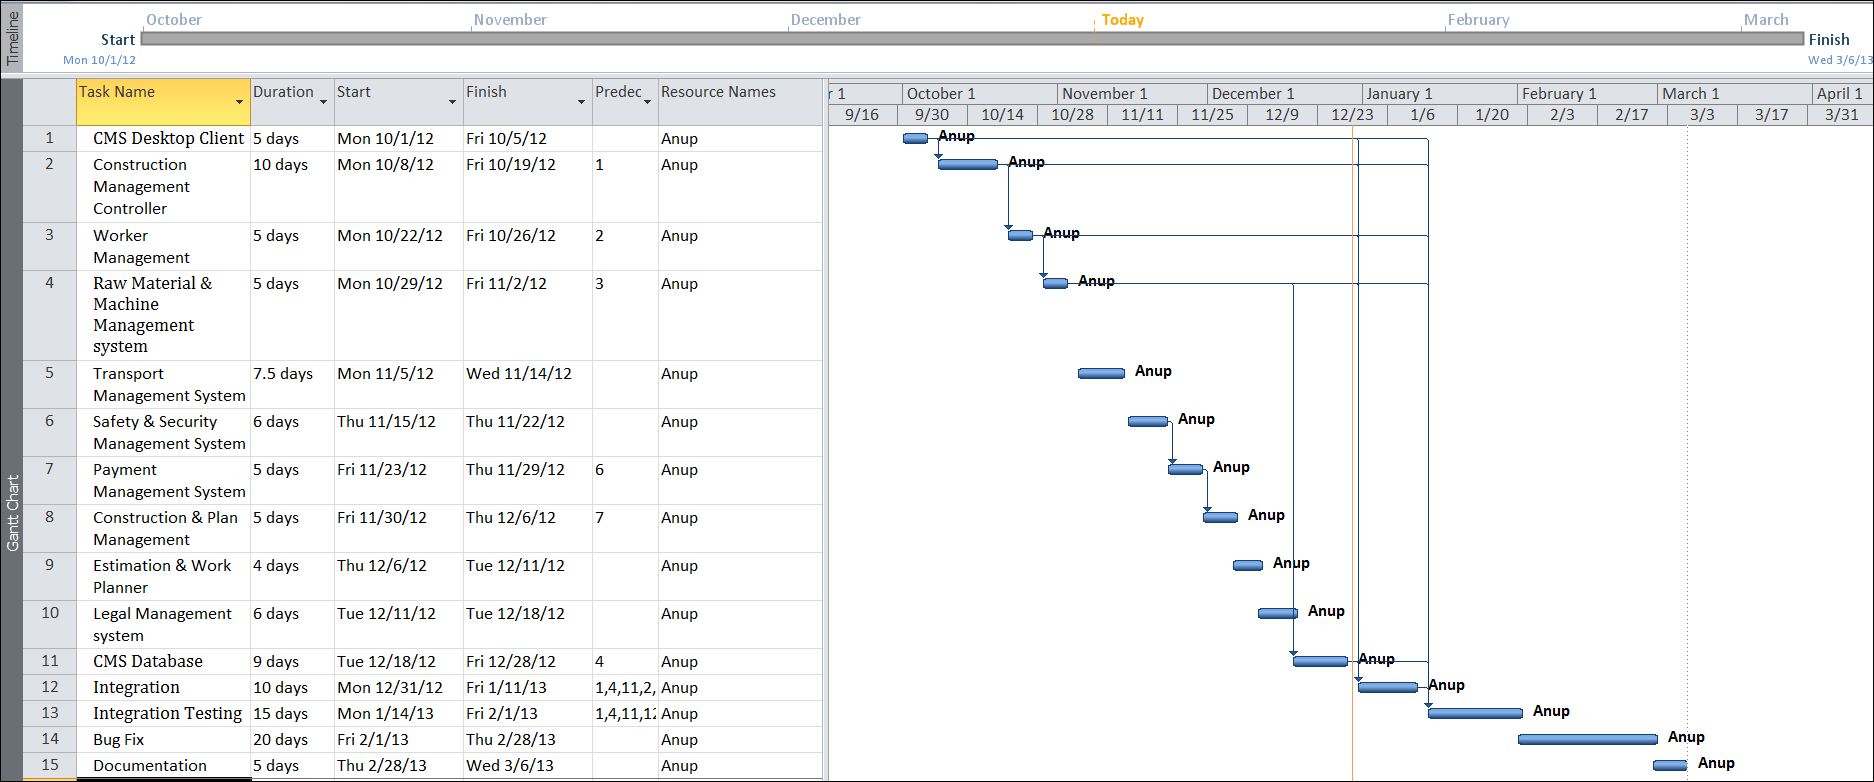 Timeline
October November December Today February March
Start Finish
Mon 10/1/12 Wed 3/6/13
Gantt Chart
Task Name Duration Start Finish Predec Resource Names
r 1 October 1 November 1 December 1 January 1 February 1 March 1 April 1
9/16 9/30 10/14 10/28 11/11 11/25 12/9 12/23 1/6 1/20 2/3 2/17 3/3 3/17 3/31
1 CMS Desktop Client 5 days Mon 10/1/12 Fri 10/5/12 Anup Anup
2 Construction 10 days Mon 10/8/12 Fri 10/19/12 1 Anup Anup
Management
Controller
3 Worker 5 days Mon 10/22/12 Fri 10/26/12 2 Anup Anup
Management
4 Raw Material & 5 days Mon 10/29/12 Fri 11/2/12 3 Anup Anup
Machine
Management
system
5 Transport 7.5 days Mon 11/5/12 Wed 11/14/12 Anup Anup
Management System
6 Safety & Security 6 days Thu 11/15/12 Thu 11/22/12 Anup Anup
Management System
7 Payment 5 days Fri 11/23/12 Thu 11/29/12 6 Anup Anup
Management System
8 Construction & Plan 5 days Fri 11/30/12 Thu 12/6/12 7 Anup Anup
Management
9 Estimation & Work 4 days Thu 12/6/12 Tue 12/11/12 Anup Anup
Planner
10 Legal Management 6 days Tue 12/11/12 Tue 12/18/12 Anup Anup
system
11 CMS Database 9 days Tue 12/18/12 Fri 12/28/12 4 Anup Anup
12 Integration 10 days Mon 12/31/12 Fri 1/11/13 1,4,11,2, Anup Anup
13 Integration Testing 15 days Mon 1/14/13 Fri 2/1/13 1,4,11,12 Anup Anup
14 Bug Fix 20 days Fri 2/1/13 Thu 2/28/13 Anup Anup
15 Documentation 5 days Thu 2/28/13 Wed 3/6/13 Anup Anup